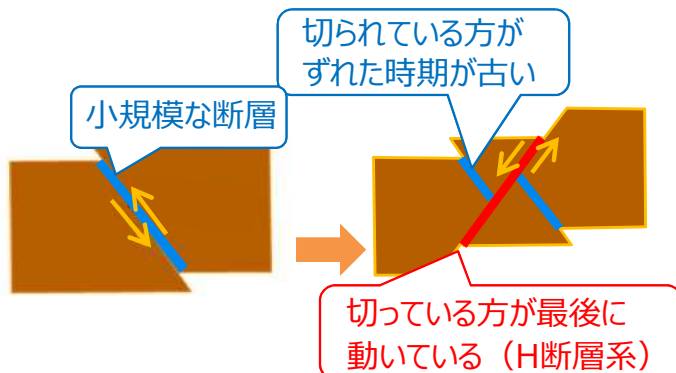 切られている方が
ずれた時期が古い
小規模な断層
切っている方が最後に
動いている（H断層系）